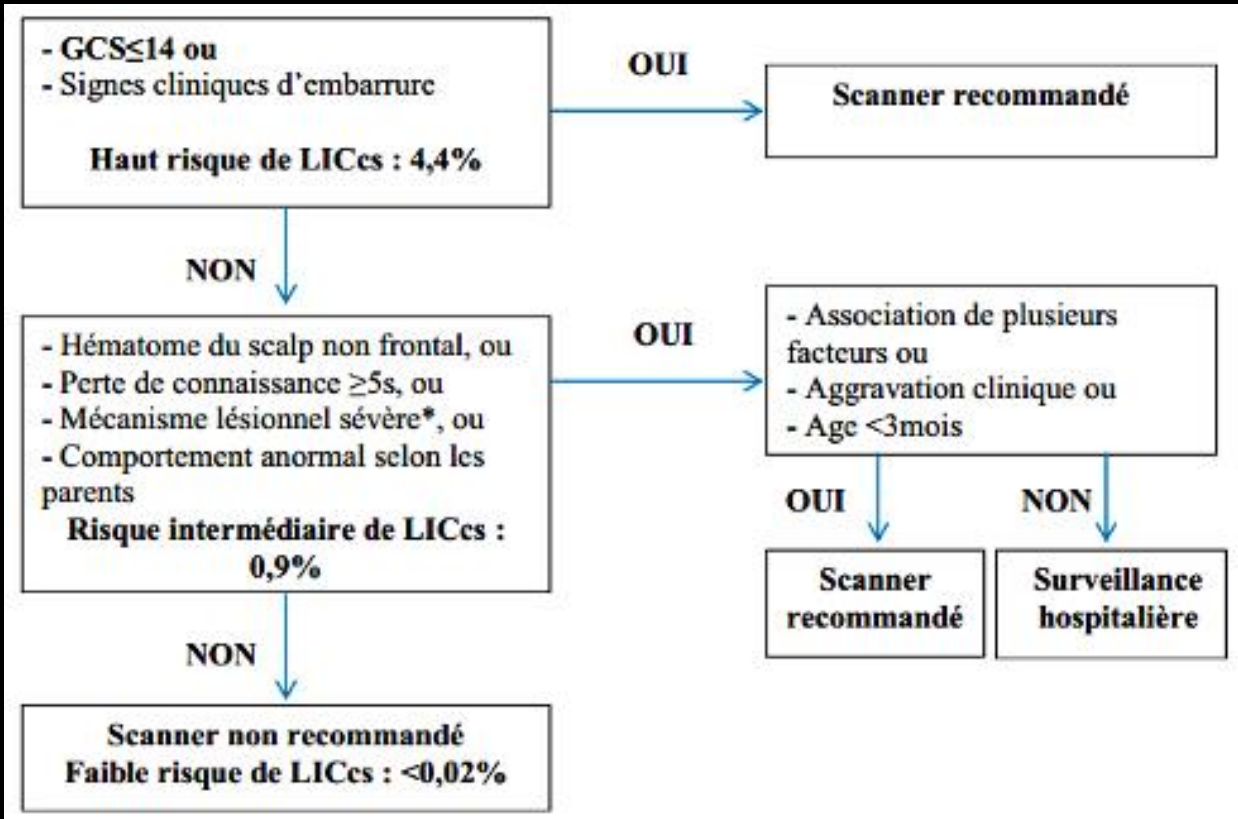 - GCS≤14 ou
- Signes cliniques d'embarrure
Haut risque de LICcs : 4,4%
OUI
Scanner recommandé
NON
- Hématome du scalp non frontal, ou
- Perte de connaissance ≥5s, ou
- Mécanisme lésionnel sévère*, ou
- Comportement anormal selon les
parents
Risque intermédiaire de LICcs :
0,9%
OUI
- Association de plusieurs
facteurs ou
- Aggravation clinique ou
- Age <3mois
OUI
NON
Scanner
recommandé
Surveillance
hospitalière
NON
Scanner non recommandé
Faible risque de LICcs : <0,02%